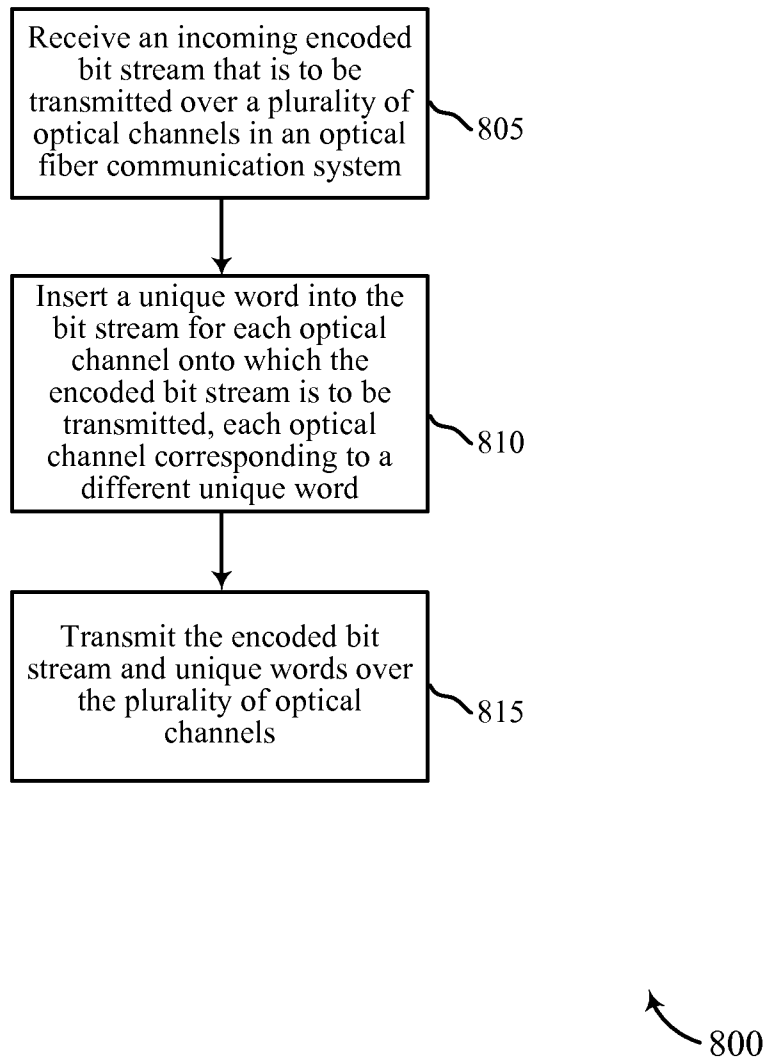 Receive an incoming encoded
bit stream that is to be
transmitted over a plurality of
optical channels in an optical
fiber communication system
805
Insert a unique word into the
bit stream for each optical
channel onto which the
encoded bit stream is to be
transmitted, each optical
channel corresponding to a
different unique word
810
Transmit the encoded bit
stream and unique words over
the plurality of optical
channels
815
800